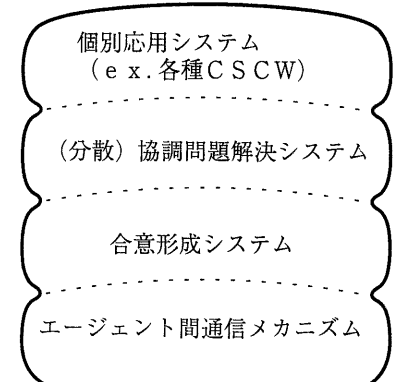 個別応用システム
(ex.各種CSCW)
(分散)協調問題解決システム
合意形成システム
エージェント間通信メカニズム